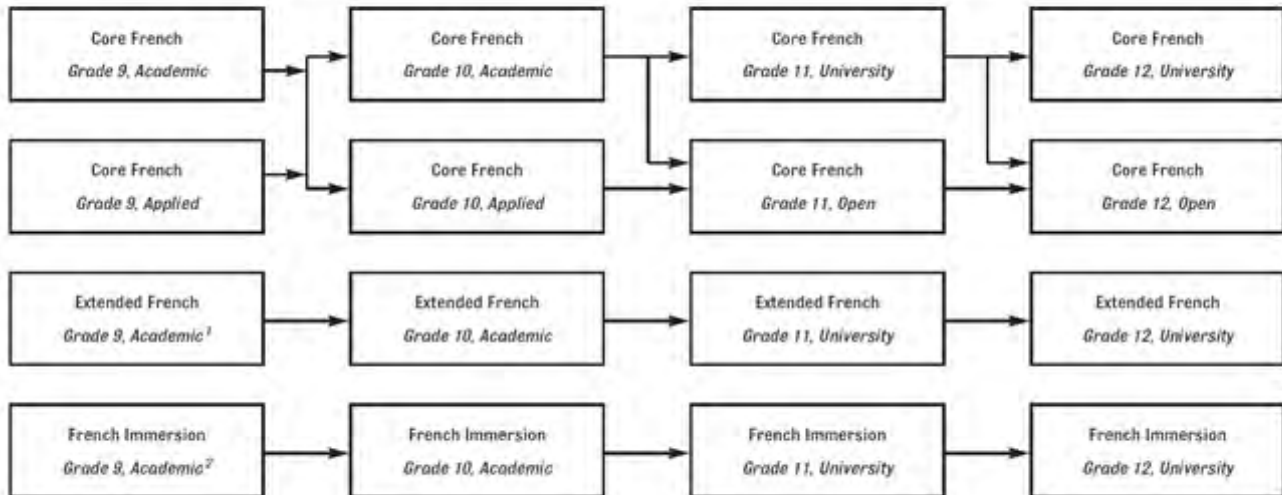 Core French
Grade 9, Academic
Core French
Grade 10, Academic
Core French
Grade 11, University
Core French
Grade 12, University
Core French
Grade 9, Applied
Core French
Grade 10, Applied
Core French
Grade 11, Open
Core French
Grade 12, Open
Extended French
Grade 9, Academic¹
Extended French
Grade 10, Academic
Extended French
Grade 11, University
Extended French
Grade 12, University
French Immersion
Grade 9, Academic²
French Immersion
Grade 10, Academic
French Immersion
Grade 11, University
French Immersion
Grade 12, University